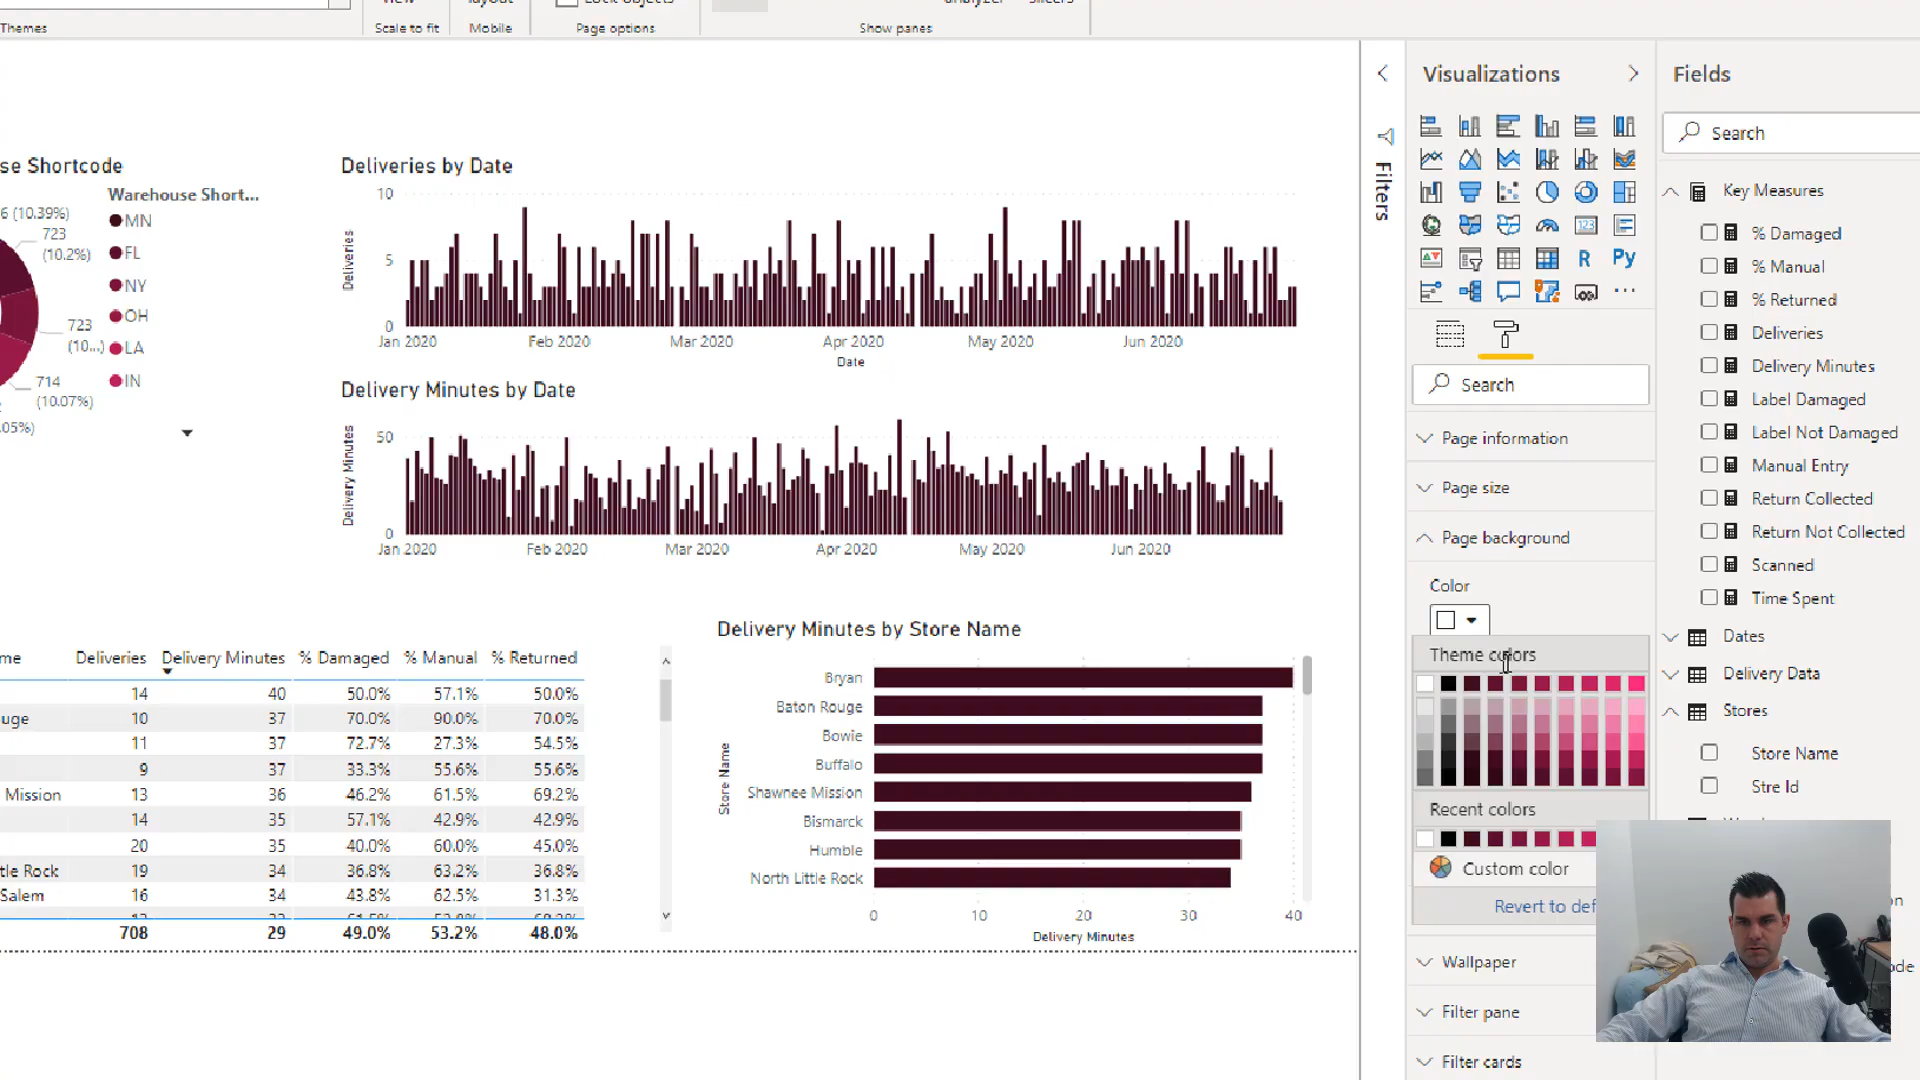 Themes
View
Scale to fit
layout
Mobile
Lock objects
Page options
analyzer
slicers
Show panes
se Shortcode
6 (10.39%)
723
(10.2%)
723
(10...)
714
(10.07%)
.05%)
Warehouse Short...
MN
FL
NY
OH
LA
IN
Deliveries by Date
Deliveries
10
5
0
Jan 2020
Feb 2020
Mar 2020
Apr 2020
May 2020
Jun 2020
Date
Delivery Minutes by Date
Delivery Minutes
50
0
Jan 2020
Feb 2020
Mar 2020
Apr 2020
May 2020
Jun 2020
me Deliveries Delivery Minutes % Damaged % Manual % Returned
14 40 50.0% 57.1% 50.0%
uge 10 37 70.0% 90.0% 70.0%
11 37 72.7% 27.3% 54.5%
9 37 33.3% 55.6% 55.6%
Mission 13 36 46.2% 61.5% 69.2%
14 35 57.1% 42.9% 42.9%
20 35 40.0% 60.0% 45.0%
tle Rock 19 34 36.8% 63.2% 36.8%
Salem 16 34 43.8% 62.5% 31.3%
708 29 49.0% 53.2% 48.0%
Delivery Minutes by Store Name
Store Name
Bryan
Baton Rouge
Bowie
Buffalo
Shawnee Mission
Bismarck
Humble
North Little Rock
0 10 20 30 40
Delivery Minutes
Filters
Visualizations
R
Py
123
Search
Page information
Page size
Page background
Color
Theme colors
Recent colors
Custom color
Revert to def
Wallpaper
Filter pane
Filter cards
Fields
Search
Key Measures
% Damaged
% Manual
% Returned
Deliveries
Delivery Minutes
Label Damaged
Label Not Damaged
Manual Entry
Return Collected
Return Not Collected
Scanned
Time Spent
Dates
Delivery Data
Stores
Store Name
Stre Id
on
ode